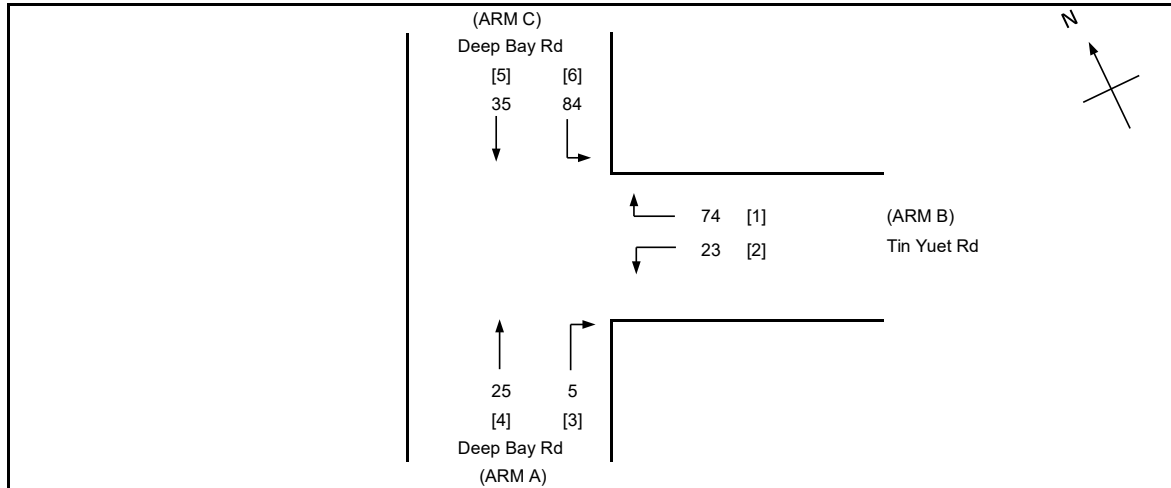 (ARM C)
N
Deep Bay Rd
[5] [6]
35 84
74 [1] (ARM B)
23 [2] Tin Yuet Rd
25 5
[4] [3]
Deep Bay Rd
(ARM A)